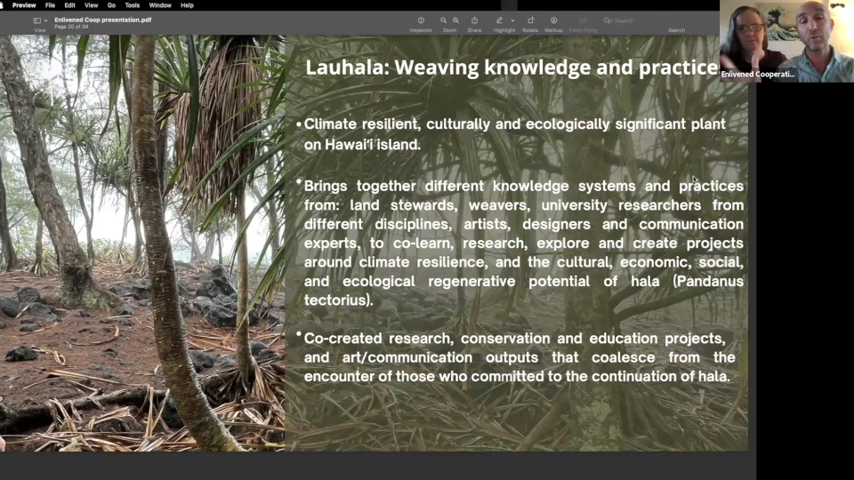 Preview File Edit View Go Tools Window Help
Enlivened Coop presentation.pdf
Page 20 of 34
View
Inspector Zoom Share Highlight Rotate Markup Search
Search
Enlivened Cooperati...
Lauhala: Weaving knowledge and practice
• Climate resilient, culturally and ecologically significant plant
on Hawai'i island.
• Brings together different knowledge systems and practices
from: land stewards, weavers, university researchers from
different disciplines, artists, designers and communication
experts, to co-learn, research, explore and create projects
around climate resilience, and the cultural, economic, social,
and ecological regenerative potential of hala (Pandanus
tectorius).
• Co-created research, conservation and education projects,
and art/communication outputs that coalesce from the
encounter of those who committed to the continuation of hala.